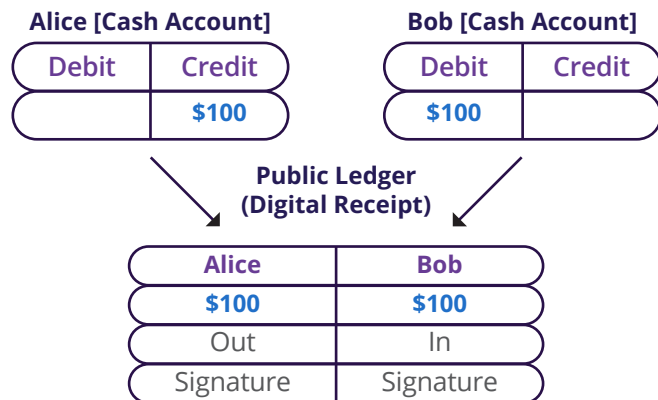 Alice [Cash Account]
Bob [Cash Account]
Debit Credit
Debit Credit
$100
$100
Public Ledger
(Digital Receipt)
Alice Bob
$100 $100
Out In
Signature Signature